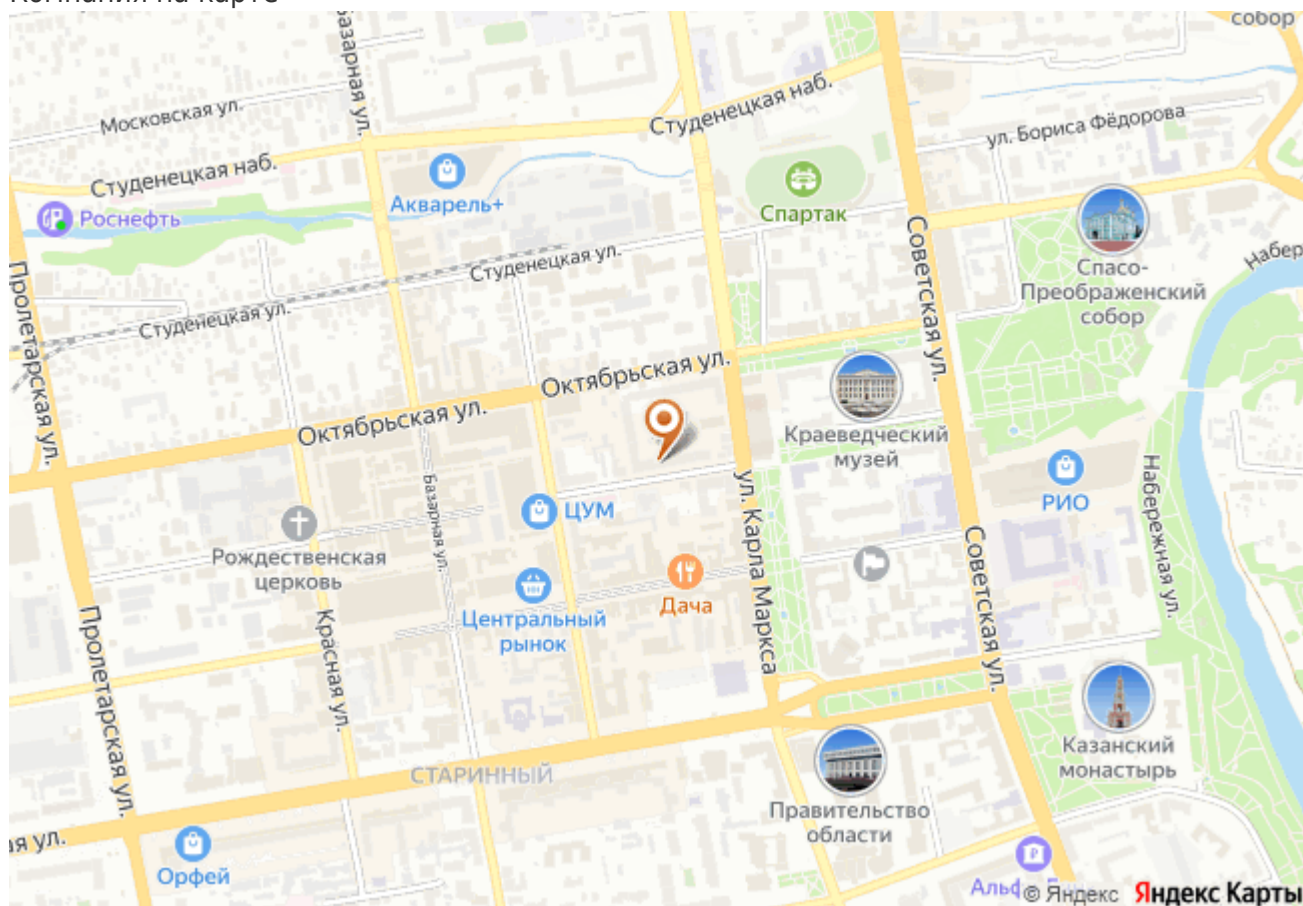 Компания на карте
собор
Базарная ул.
Московская ул.
Студенецкая наб.
Студенецкая наб.
ул. Бориса Фёдорова
Акварель+
Роснефть
Спартак
Советская ул.
Спасо-
Преображенский
собор
Студенецкая ул.
Студенецкая ул.
Пролетарская ул.
Октябрьская ул.
Октябрьская ул.
Краеведческий
музей
ул. Карла Маркса
Базарная ул.
ЦУМ
РИО
Набережная ул.
Рождественская
церковь
Советская ул.
Дача
Центральный
рынок
Красная ул.
Пролетарская ул.
Казанский
монастырь
СТАРИННЫЙ
Правительство
области
ул.
Орфей
© Яндекс Яндекс Карты